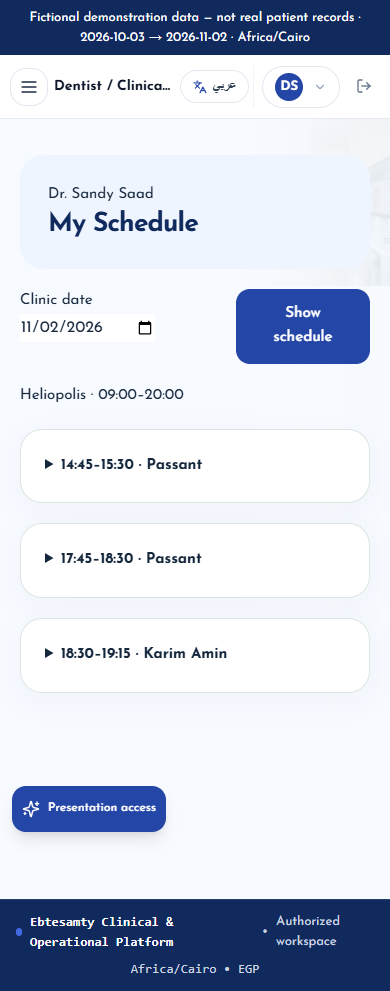 Fictional demonstration data — not real patient records ·
2026-10-03 → 2026-11-02 · Africa/Cairo
Dentist / Clinica...
عربي
DS
Dr. Sandy Saad
My Schedule
Clinic date
11/02/2026
Show
schedule
Heliopolis · 09:00–20:00
14:45–15:30 · Passant
17:45–18:30 · Passant
18:30–19:15 · Karim Amin
Presentation access
Ebtesamty Clinical &
Operational Platform
• Authorized
workspace
Africa/Cairo • EGP